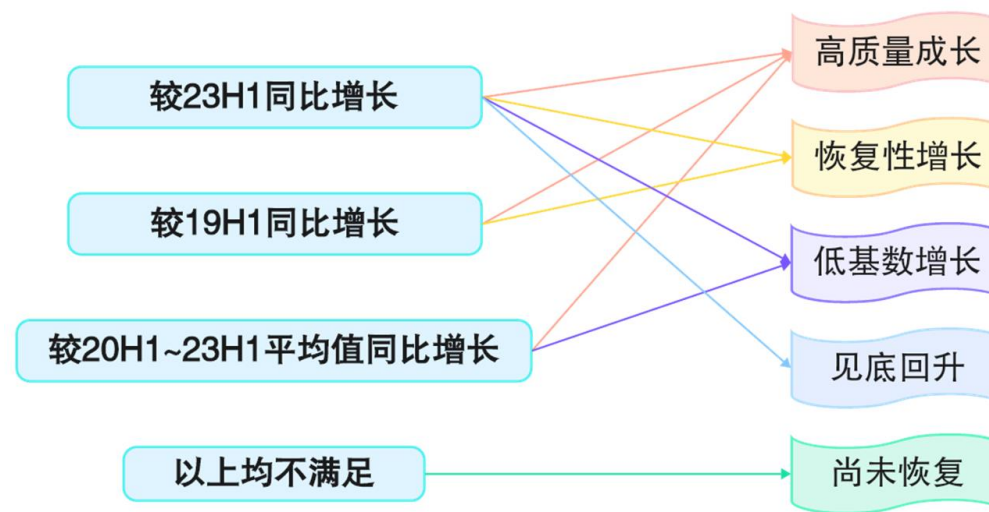 较23H1同比增长
较19H1同比增长
较20H1~23H1平均值同比增长
以上均不满足
高质量成长
恢复性增长
低基数增长
见底回升
尚未恢复